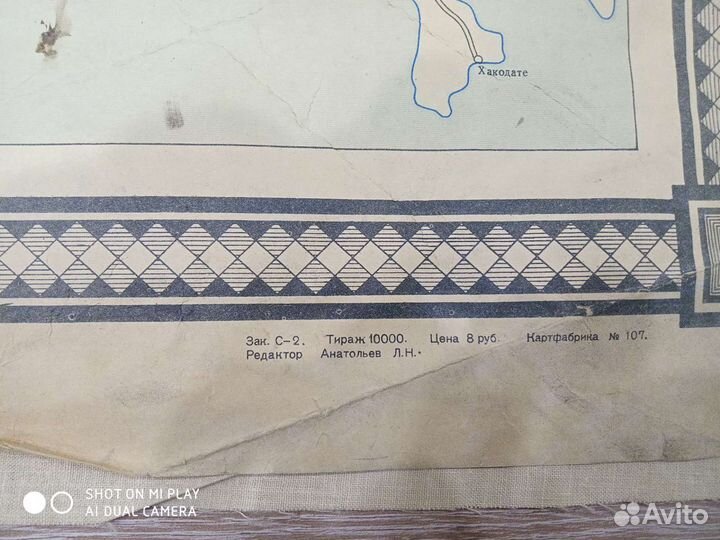 Хакодате
Зак. С-2. Тираж 10000. Цена 8 руб. Картфабрика № 107.
Редактор Анатольев Л.Н.
SHOT ON MI PLAY
AI DUAL CAMERA
Avito